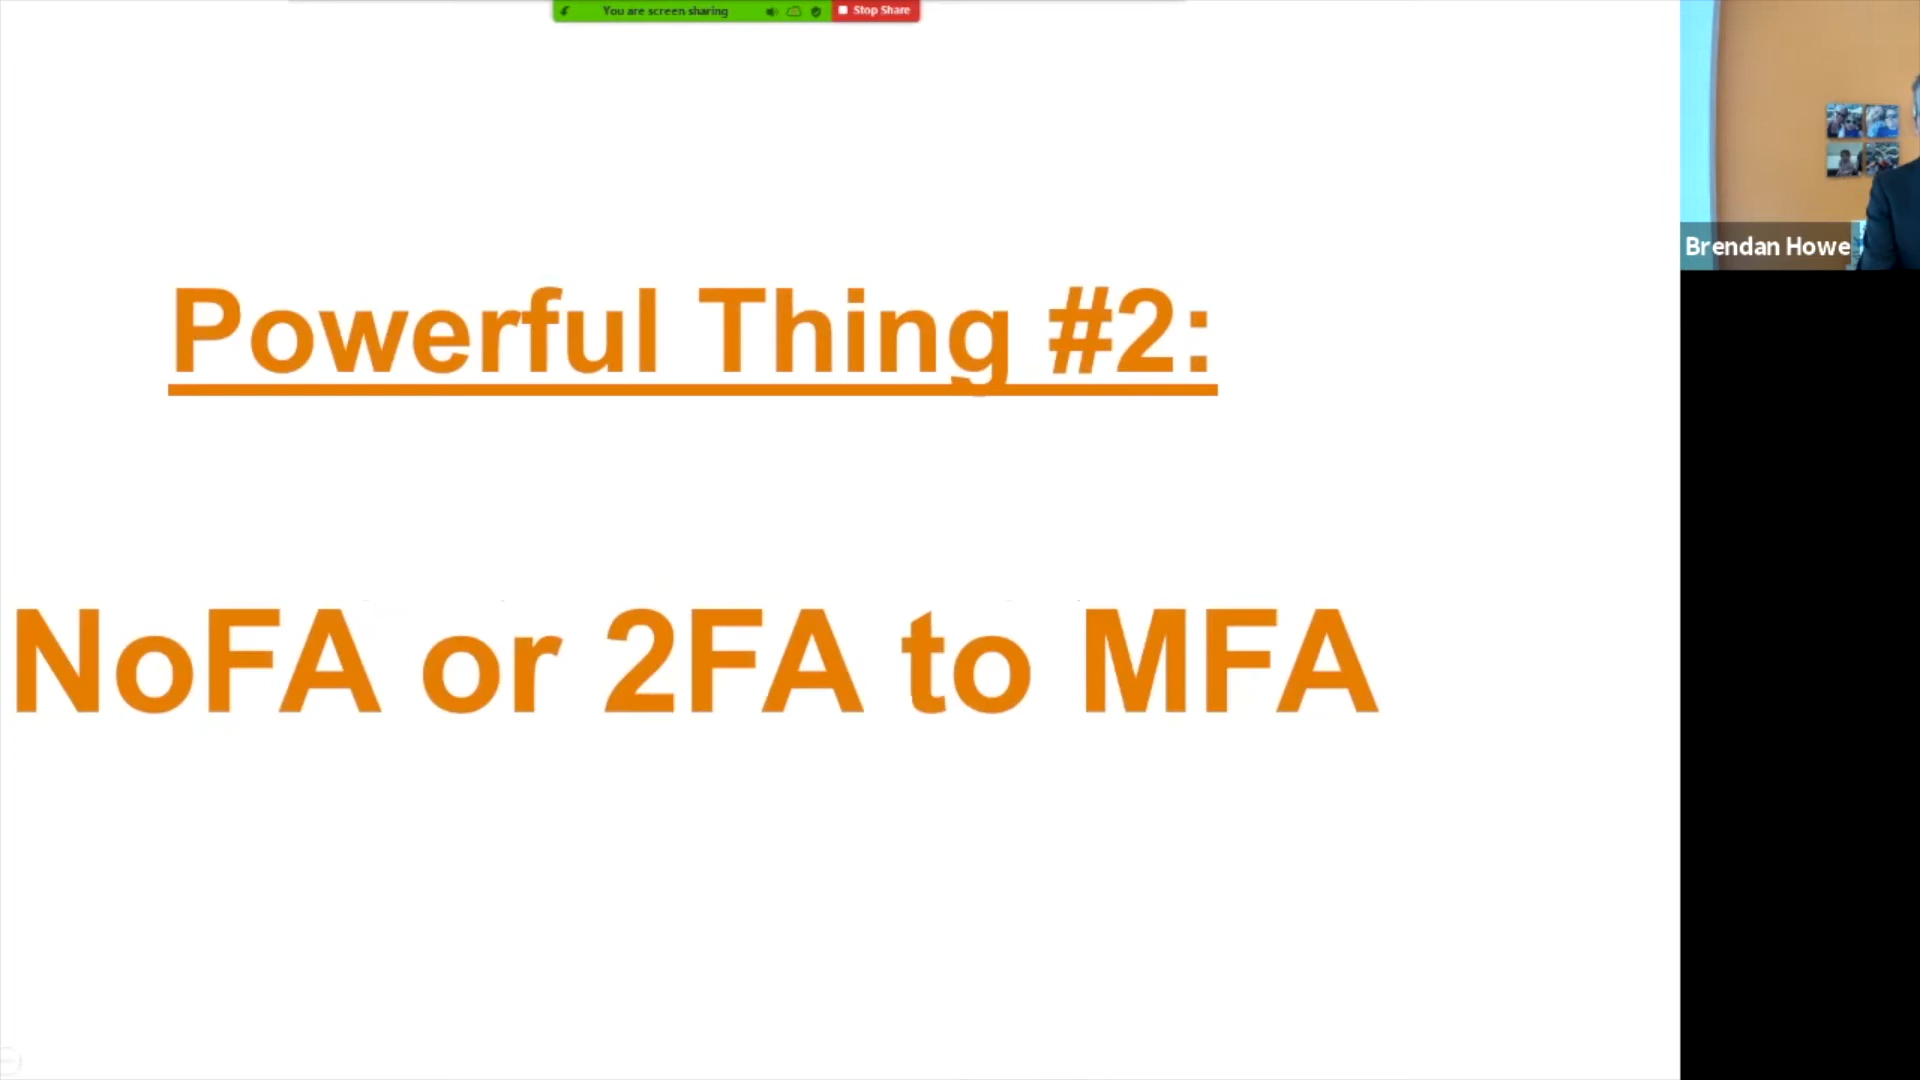 You are screen sharing
Stop Share
Brendan Howe
Powerful Thing #2:
NoFA or 2FA to MFA